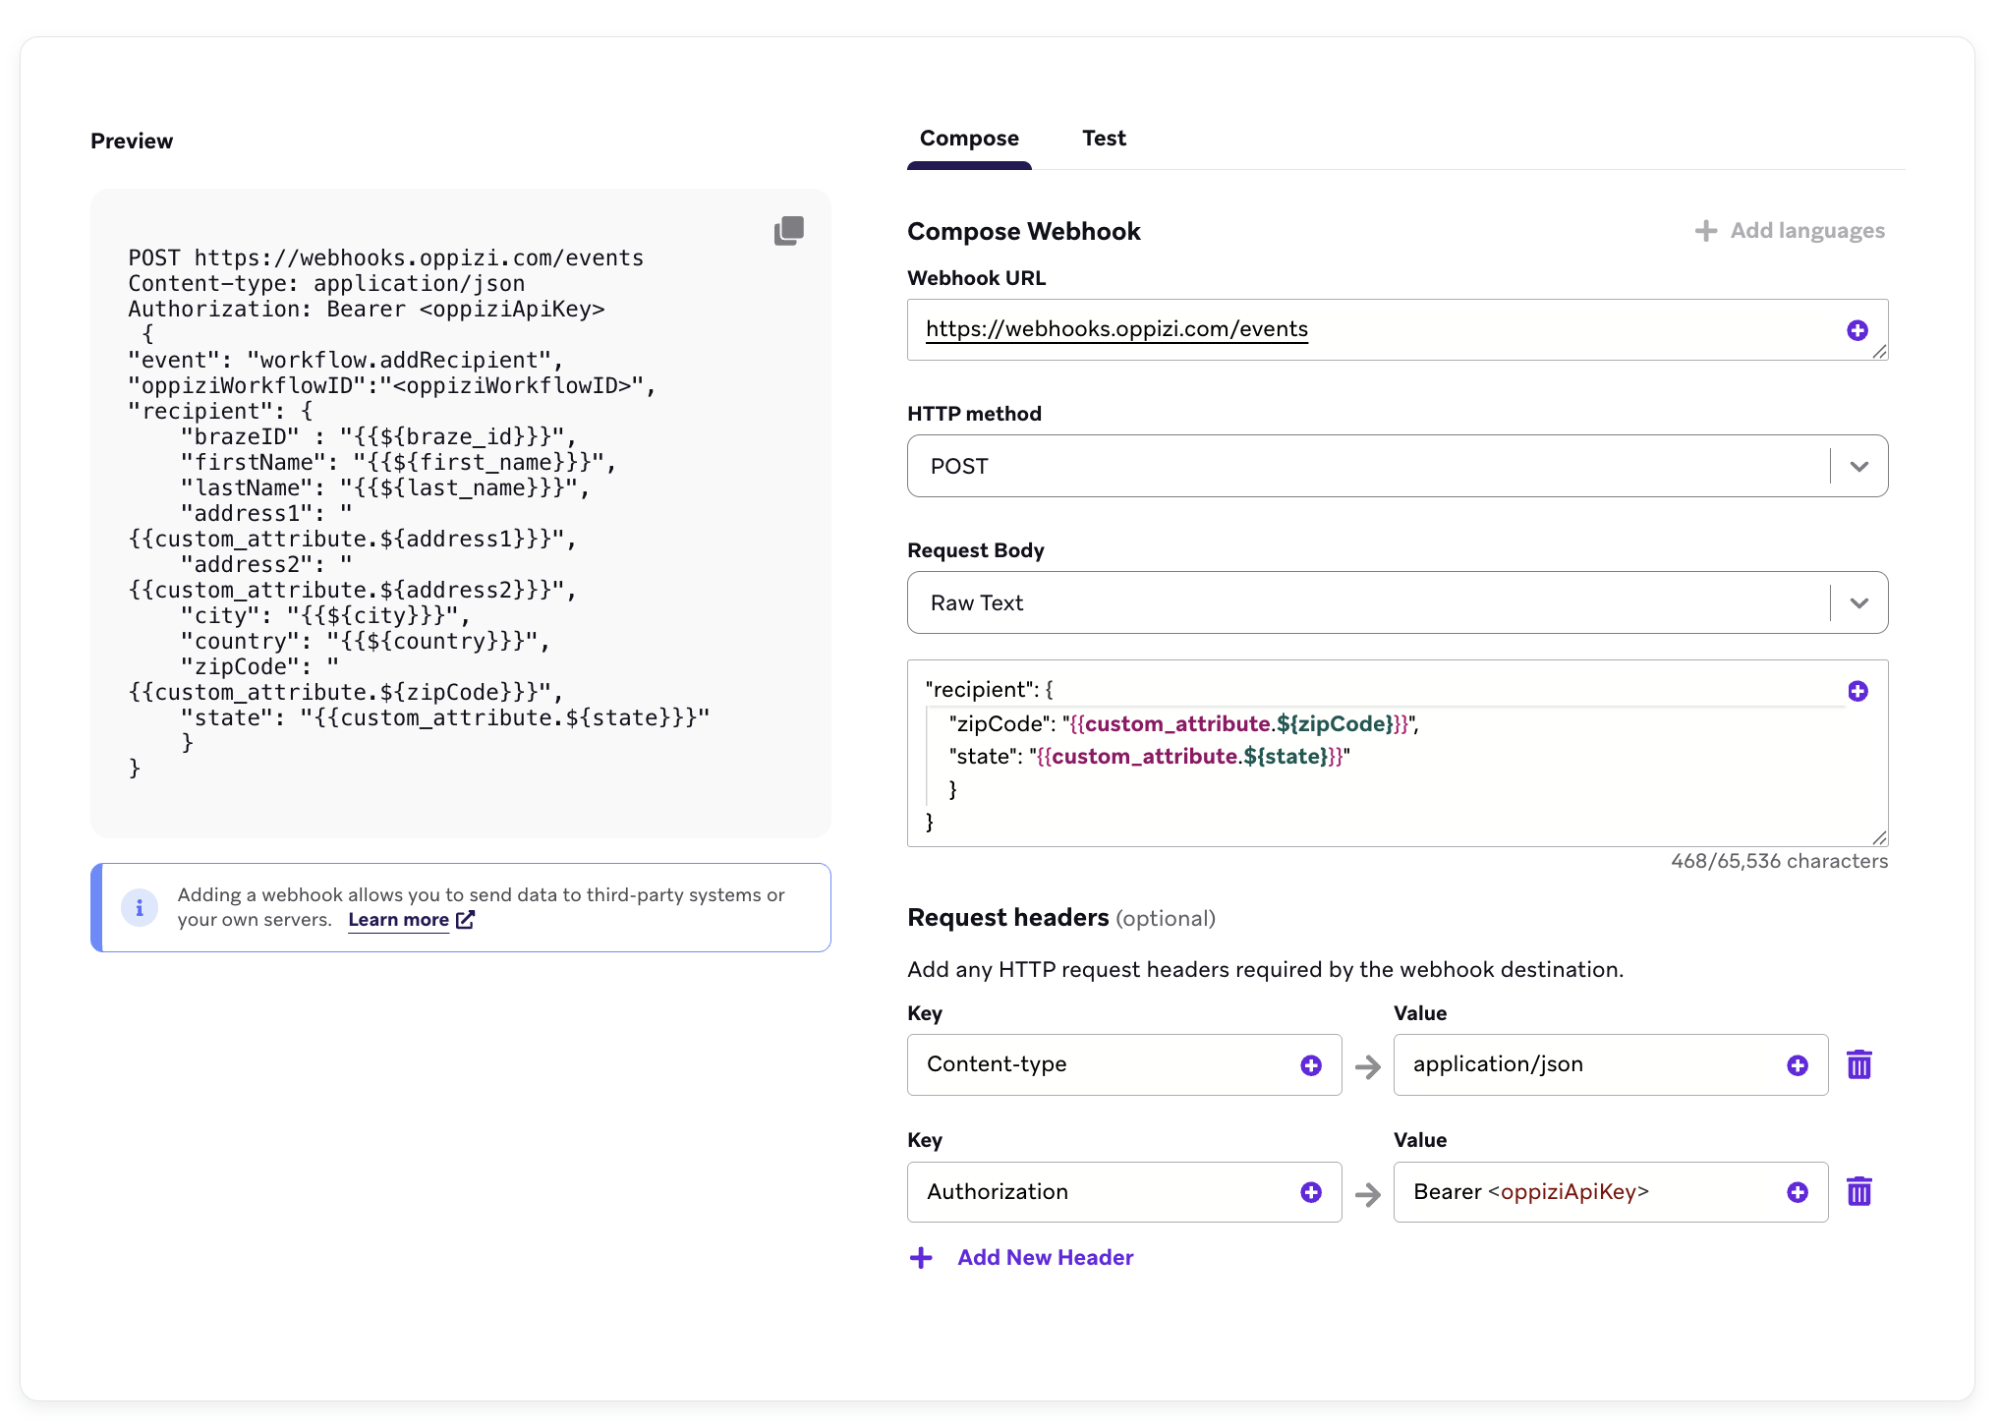 Preview
POST https://webhooks.oppizi.com/events
Content-type: application/json
Authorization: Bearer <oppiziApiKey>
 {
"event": "workflow.addRecipient",
"oppiziWorkflowID":"<oppiziWorkflowID>",
"recipient": {
    "brazeID" : "{{${braze_id}}}",
    "firstName": "{{${first_name}}}",
    "lastName": "{{${last_name}}}",
    "address1": "
{{custom_attribute.${address1}}}",
    "address2": "
{{custom_attribute.${address2}}}",
    "city": "{{${city}}}",
    "country": "{{${country}}}",
    "zipCode": "
{{custom_attribute.${zipCode}}}",
    "state": "{{custom_attribute.${state}}}"
    }
}
Adding a webhook allows you to send data to third-party systems or
your own servers. Learn more
Compose Test
Compose Webhook
Add languages
Webhook URL
https://webhooks.oppizi.com/events
HTTP method
POST
Request Body
Raw Text
"recipient": {
    "zipCode": "{{custom_attribute.${zipCode}}}",
    "state": "{{custom_attribute.${state}}}"
    }
}
468/65,536 characters
Request headers (optional)
Add any HTTP request headers required by the webhook destination.
Key Value
Content-type application/json
Key Value
Authorization Bearer <oppiziApiKey>
Add New Header